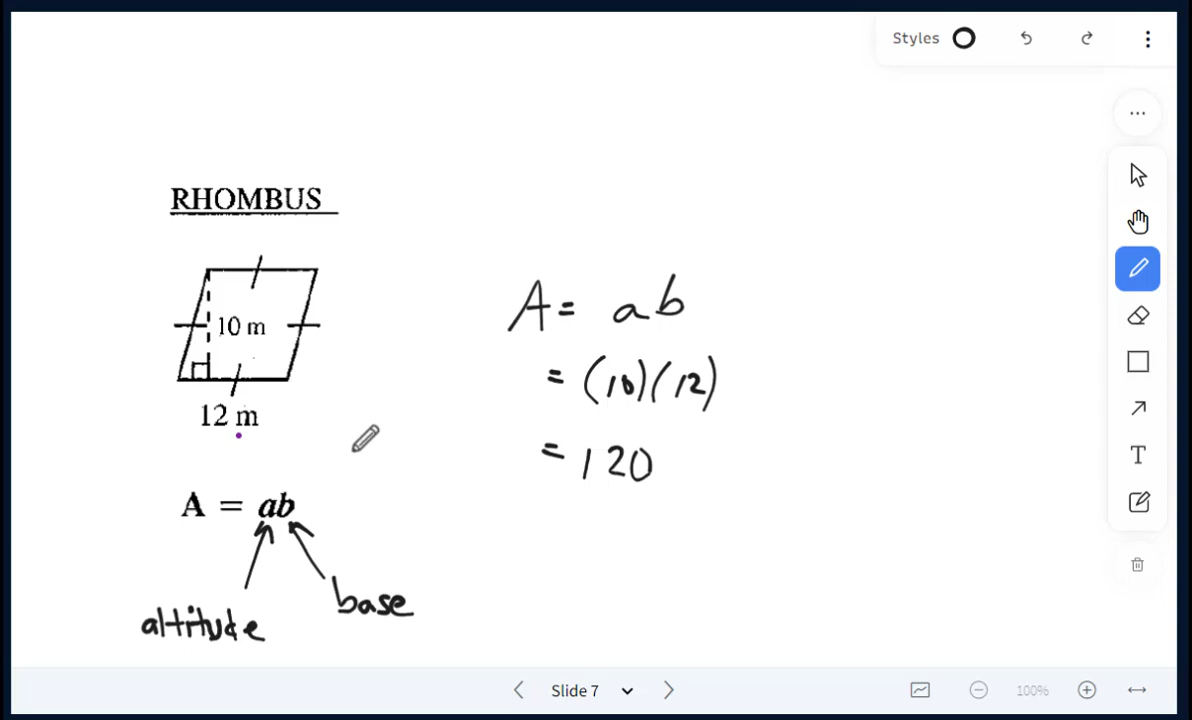 Styles
RHOMBUS
10 m
12 m
A = ab
altitude
base
A = ab
= (10)(12)
= 120
T
Slide 7
100%